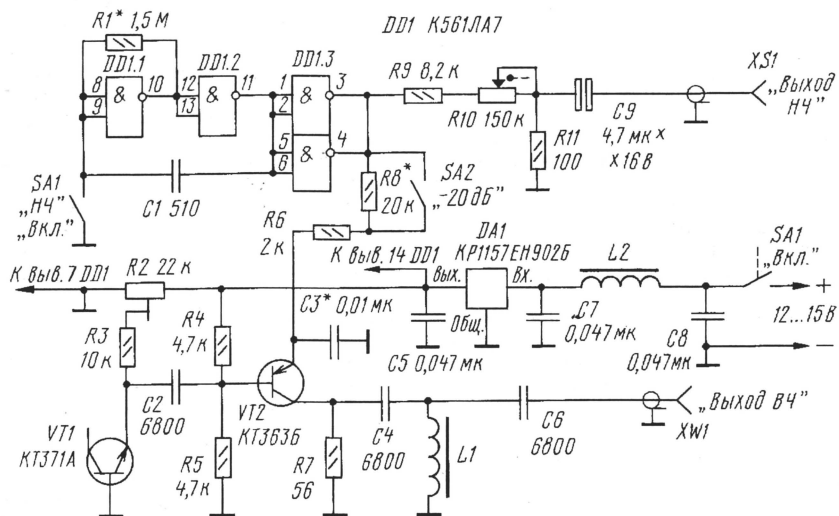 R1* 1,5 М
DD1 К561ЛА7
DD1.1
DD1.2
DD1.3
8
9
&
10
12
13
&
11
1
2
&
3
5
6
&
4
R9 8,2 к
R10 150 к
R11
100
C9
4,7 мк ×
× 16 В
XS1
„Выход
НЧ"
SA1
„НЧ"
„Вкл."
C1 510
R8*
20 к
SA2
„-20 дБ"
R6
2 к
К выв. 14 DD1
DA1
КР1157ЕН902Б
Вых.
Вх.
Общ.
L2
SA1
„Вкл."
+
12...15 В
−
К выв. 7 DD1
R2 22 к
C3* 0,01 мк
C7
0,047 мк
C8
0,047 мк
C5 0,047 мк
R3
10 к
R4
4,7 к
C2
6800
VT2
КТ363Б
VT1
КТ371А
R5
4,7 к
R7
56
C4
6800
L1
C6
6800
„Выход ВЧ"
XW1